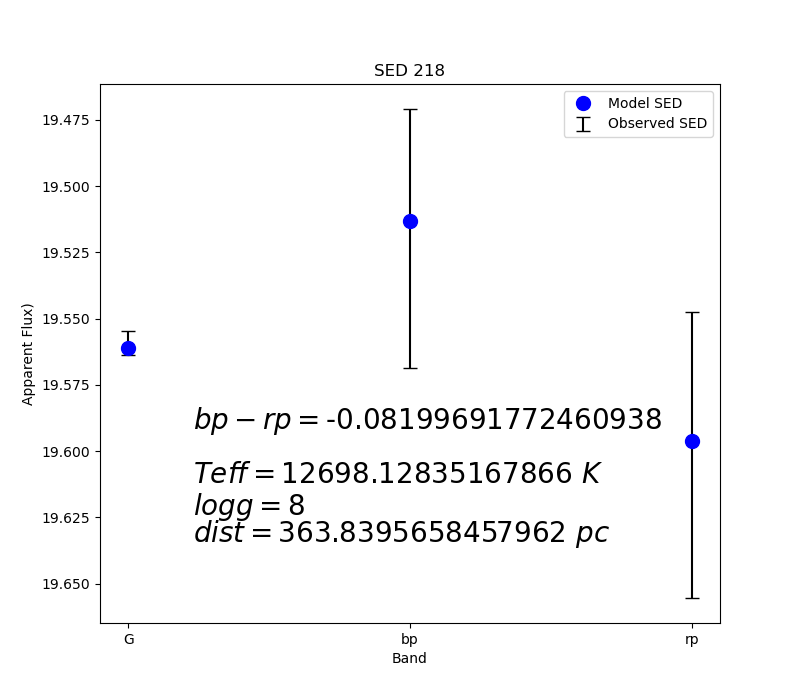 SED 218
Model SED
Observed SED
19.475
19.500
19.525
19.550
19.575
19.600
19.625
19.650
Apparent Flux)
bp − rp = -0.08199691772460938
Teff = 12698.12835167866 K
logg = 8
dist = 363.8395658457962 pc
G bp rp
Band